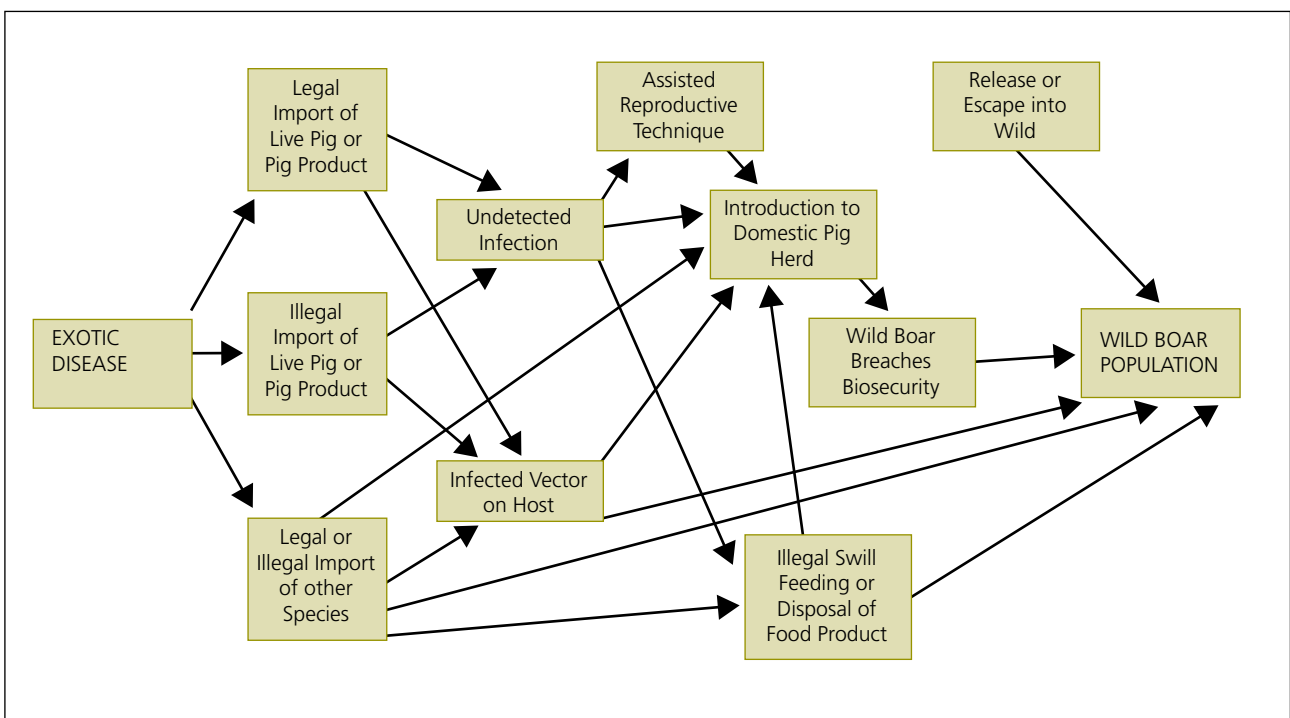 Legal
Import of
Live Pig or
Pig Product
Assisted
Reproductive
Technique
Release or
Escape into
Wild
Undetected
Infection
Introduction to
Domestic Pig
Herd
EXOTIC
DISEASE
Illegal
Import of
Live Pig or
Pig Product
Wild Boar
Breaches
Biosecurity
WILD BOAR
POPULATION
Infected Vector
on Host
Legal or
Illegal Import
of other
Species
Illegal Swill
Feeding or
Disposal of
Food Product